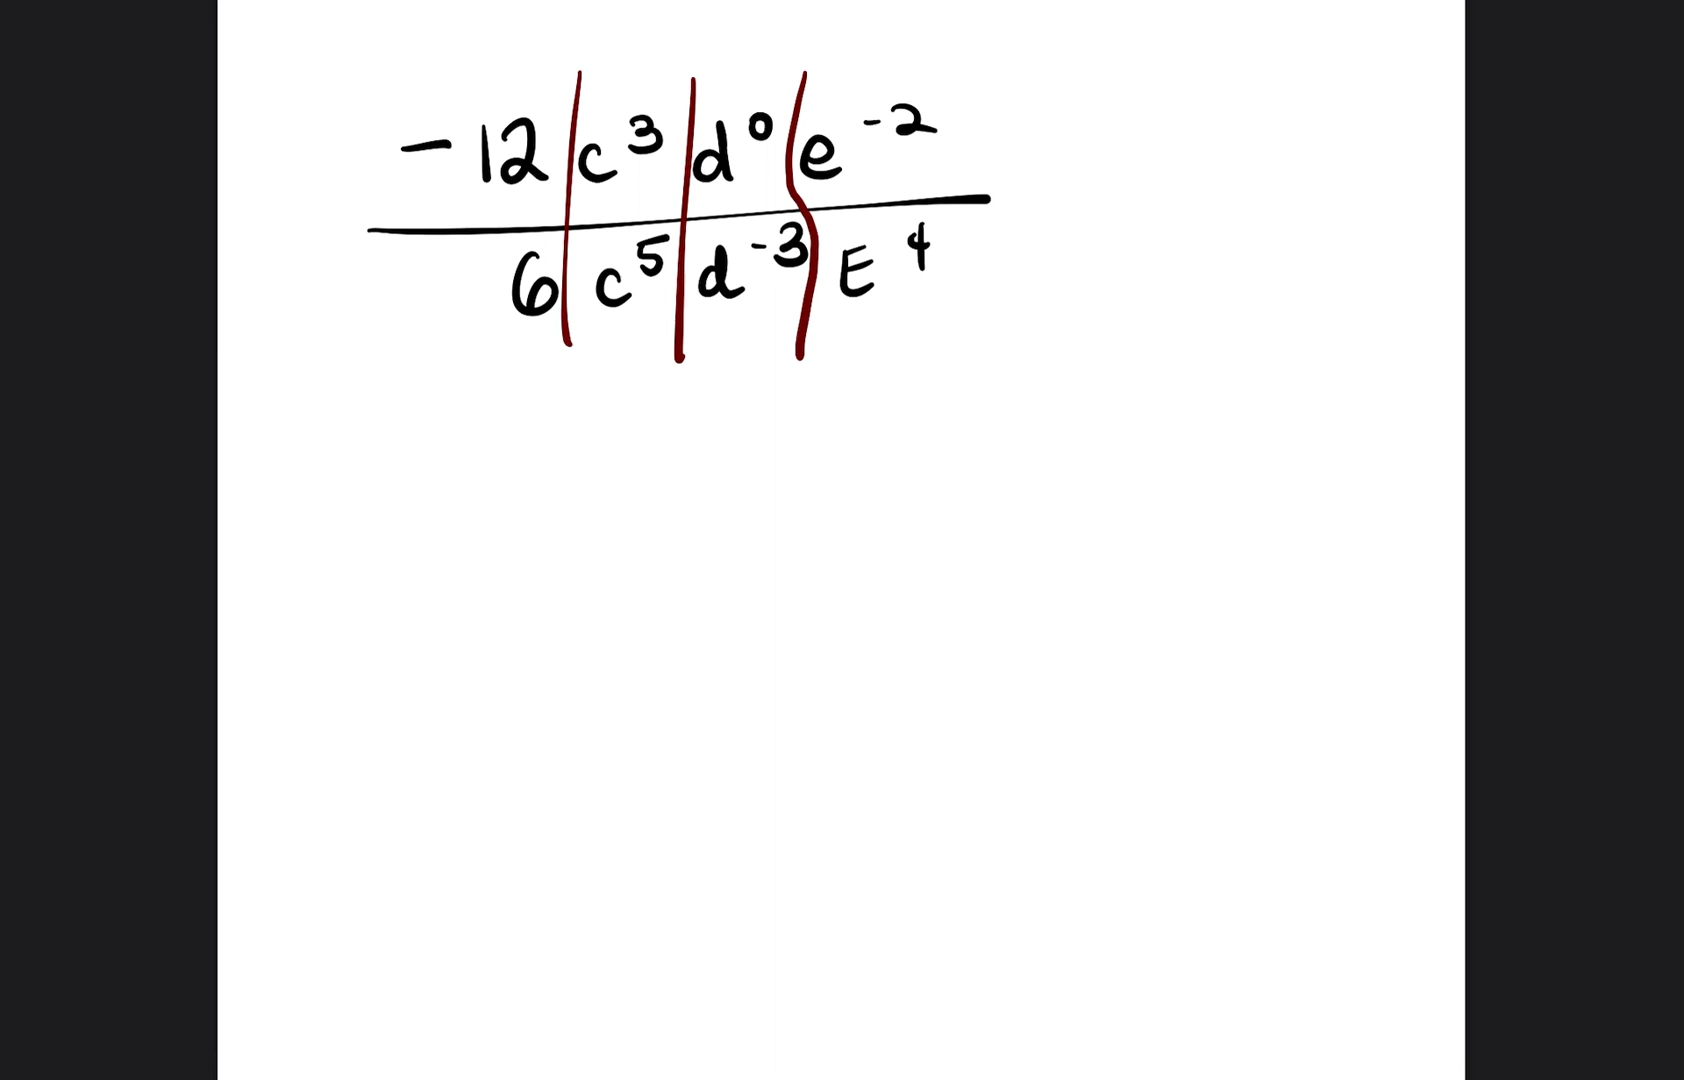 -12 | c³ | d⁰ | e⁻²
6 | c⁵ | d⁻³ | E⁴